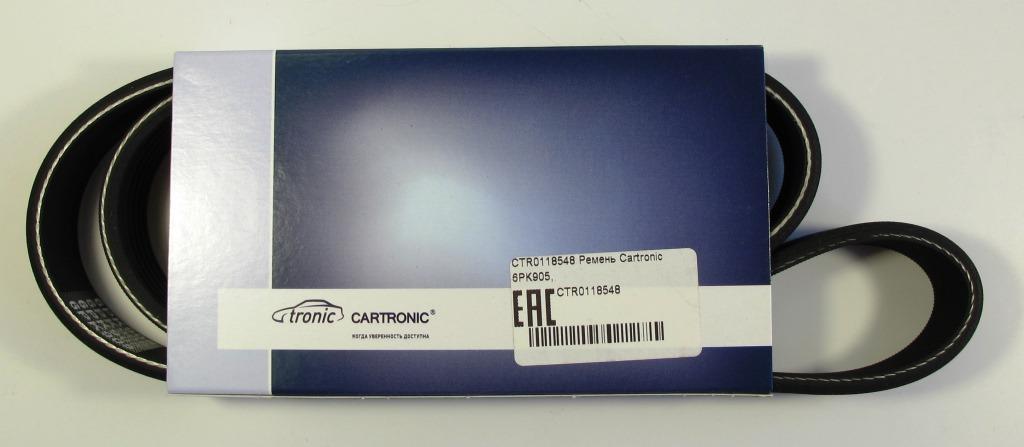 CTR0118548 Ремень Cartronic
6PK905,
EAC CTR0118548
tronic CARTRONIC®
КОГДА УВЕРЕННОСТЬ ДОСТУПНА